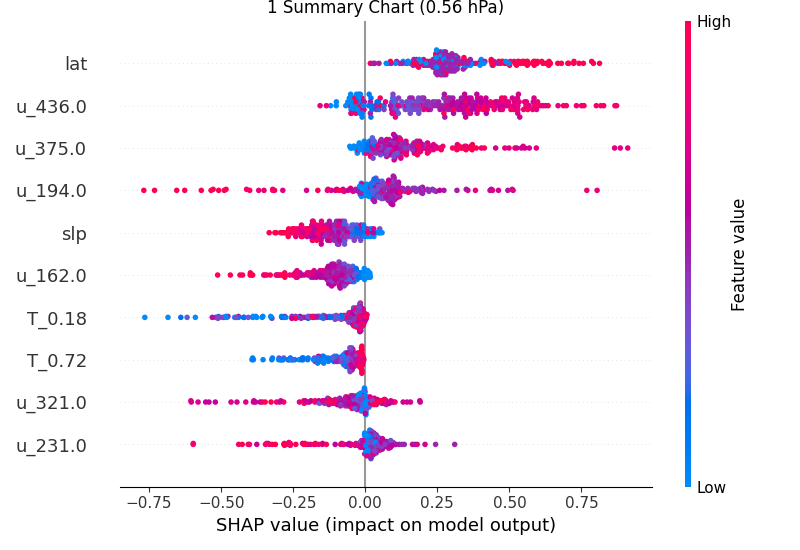 1 Summary Chart (0.56 hPa)
High
lat
u_436.0
u_375.0
u_194.0
slp
u_162.0
T_0.18
T_0.72
u_321.0
u_231.0
Feature value
Low
−0.75 −0.50 −0.25 0.00 0.25 0.50 0.75
SHAP value (impact on model output)